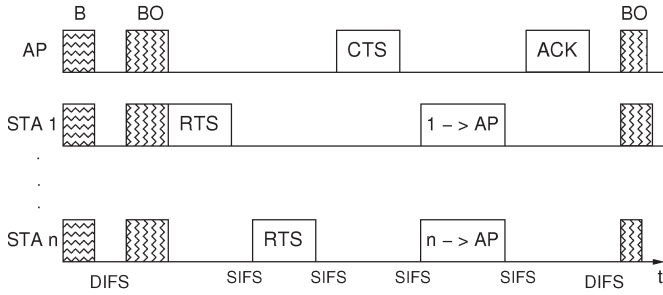 B BO BO
AP CTS ACK
STA 1 RTS 1 – > AP
STA n RTS n – > AP
DIFS SIFS SIFS SIFS SIFS DIFS t